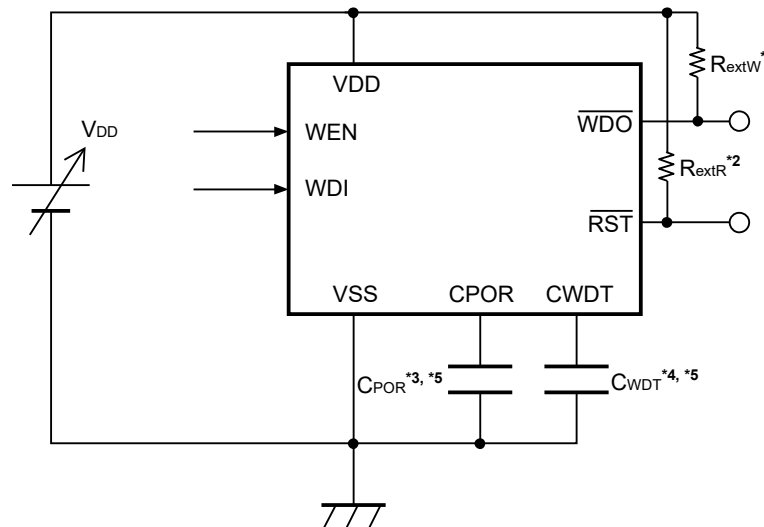 VDD
RextW*
WDO
VDD
WEN
RextR*2
WDI
RST
VSS
CPOR
CWDT
CPOR*3, *5
CWDT*4, *5